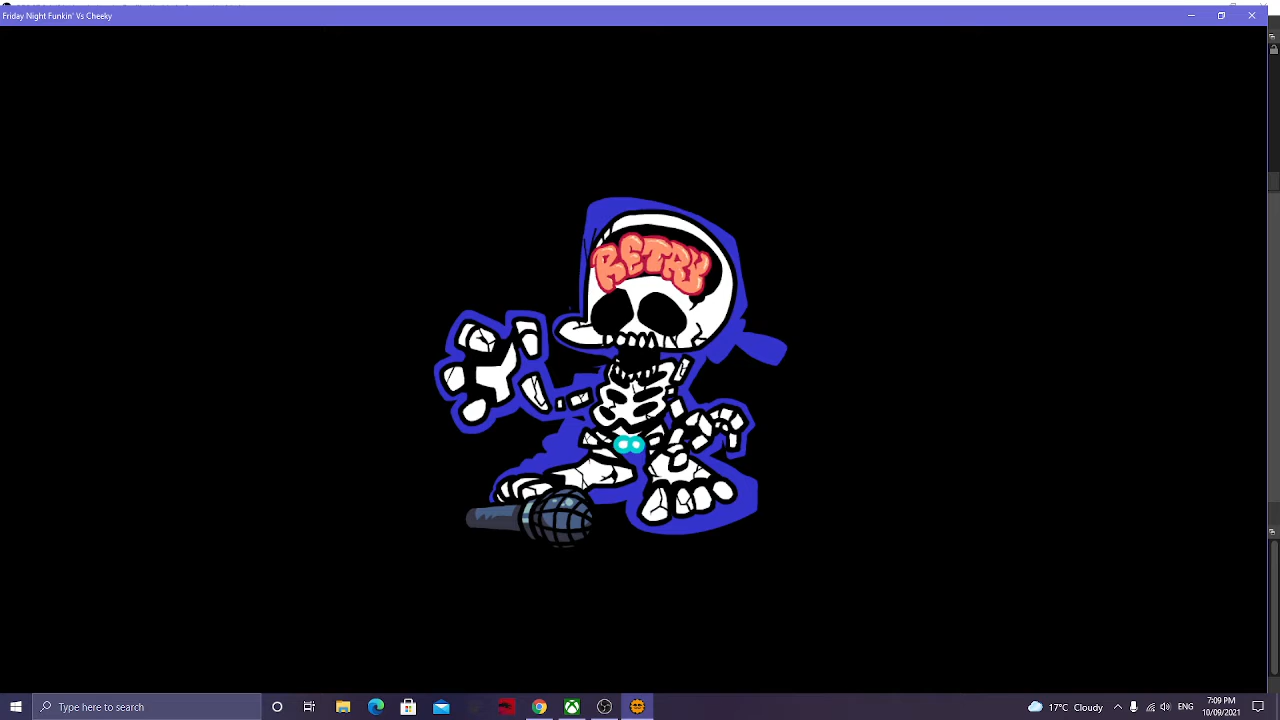 Friday Night Funkin' Vs Cheeky
RETRY
Type here to search
17°C Cloudy
ENG
7:09 PM
10/09/2021